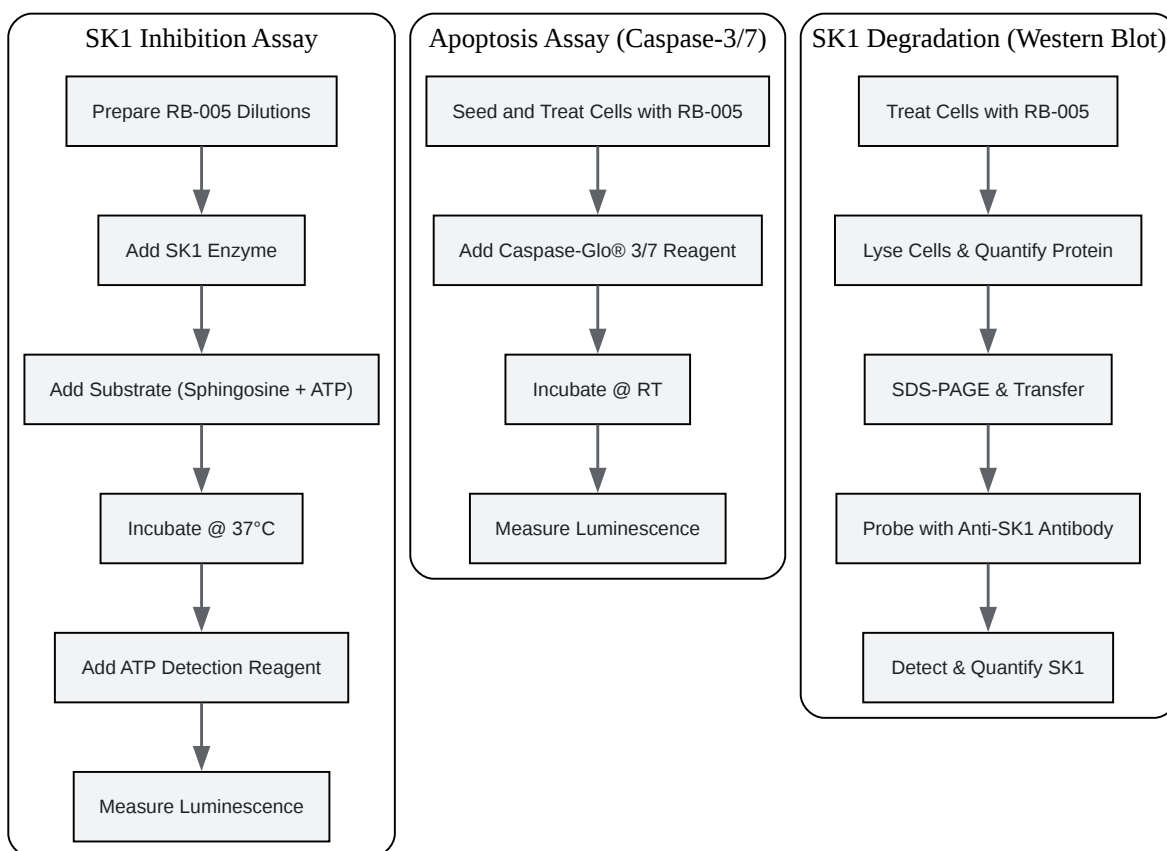 SK1 Inhibition Assay
Prepare RB-005 Dilutions
Add SK1 Enzyme
Add Substrate (Sphingosine + ATP)
Incubate @ 37°C
Add ATP Detection Reagent
Measure Luminescence
Apoptosis Assay (Caspase-3/7)
Seed and Treat Cells with RB-005
Add Caspase-Glo® 3/7 Reagent
Incubate @ RT
Measure Luminescence
SK1 Degradation (Western Blot)
Treat Cells with RB-005
Lyse Cells & Quantify Protein
SDS-PAGE & Transfer
Probe with Anti-SK1 Antibody
Detect & Quantify SK1